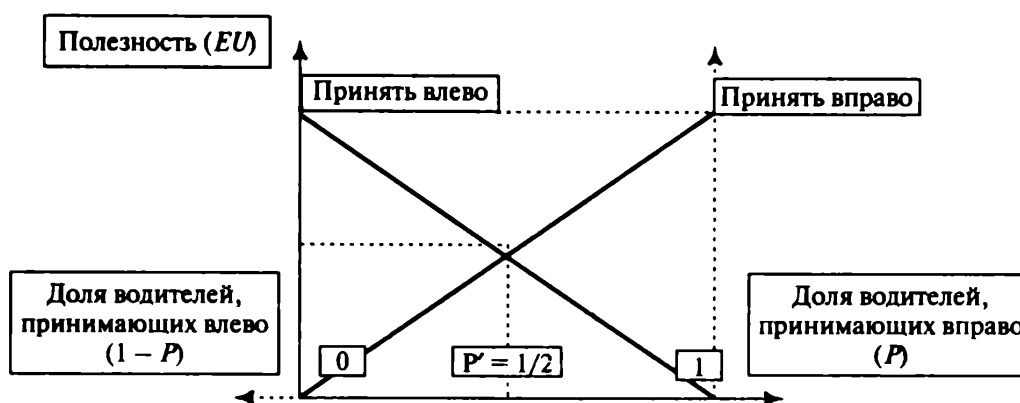 Полезность (EU)
Принять влево
Принять вправо
Доля водителей,
принимающих влево
(1 – P)
0
P' = 1/2
1
Доля водителей,
принимающих вправо
(P)